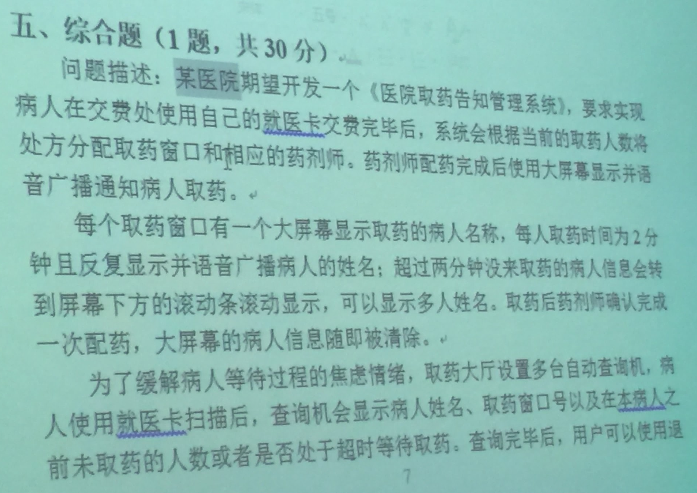 五、综合题（1题，共30分）
问题描述：某医院期望开发一个《医院取药告知管理系统》，要求实现
病人在交费处使用自己的就医卡交费完毕后，系统会根据当前的取药人数将
处方分配取药窗口和相应的药剂师。药剂师配药完成后使用大屏幕显示并语
音广播通知病人取药。
每个取药窗口有一个大屏幕显示取药的病人名称，每人取药时间为2分
钟且反复显示并语音广播病人的姓名；超过两分钟没来取药的病人信息会转
到屏幕下方的滚动条滚动显示，可以显示多人姓名。取药后药剂师确认完成
一次配药，大屏幕的病人信息随即被清除。
为了缓解病人等待过程的焦虑情绪，取药大厅设置多台自动查询机，病
人使用就医卡扫描后，查询机会显示病人姓名、取药窗口号以及在本病人之
前未取药的人数或者是否处于超时等待取药。查询完毕后，用户可以使用退
7